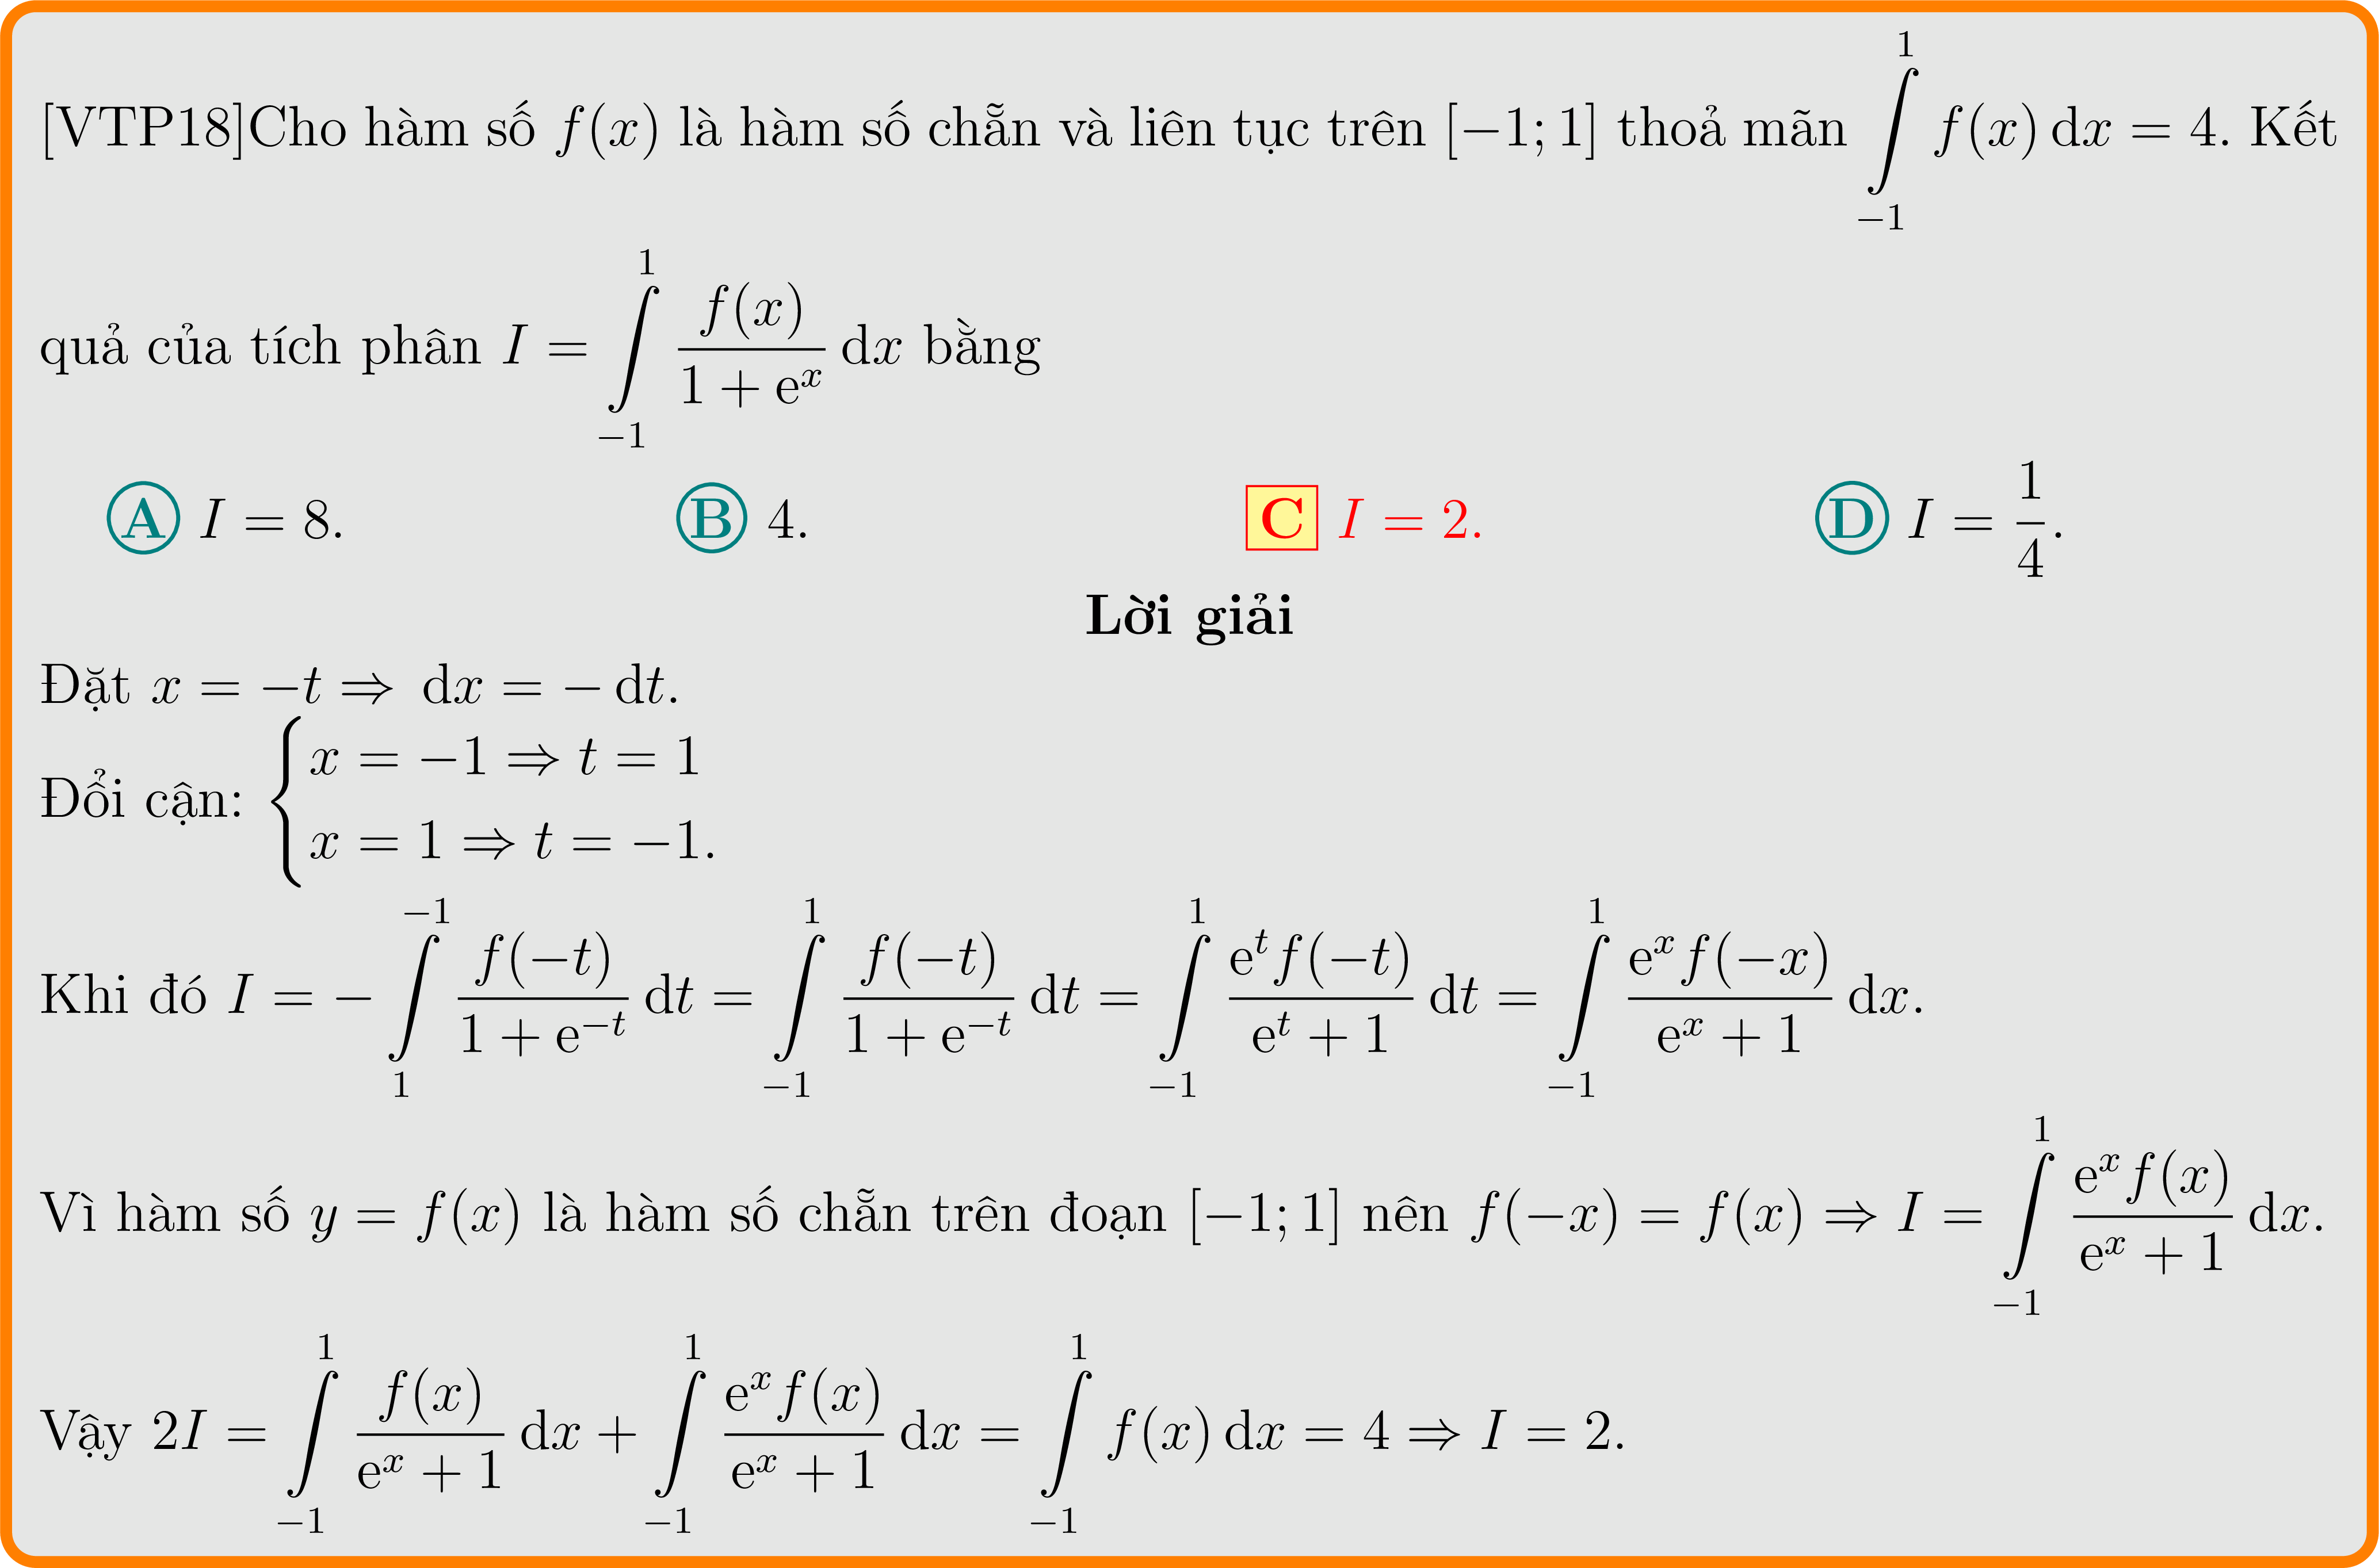 [VTP18]Cho hàm số $f(x)$ là hàm số chẵn và liên tục trên $[-1;1]$ thoả mãn $\int\limits_{-1}^{1} f(x)\,\mathrm{d}x = 4$. Kết
quả của tích phân $I = \int\limits_{-1}^{1} \frac{f(x)}{1+\mathrm{e}^x}\,\mathrm{d}x$ bằng
A $I = 8$. B $4$. C $I = 2$. D $I = \frac{1}{4}$.
Lời giải
Đặt $x = -t \Rightarrow \mathrm{d}x = -\mathrm{d}t$.
Đổi cận: $\begin{cases} x = -1 \Rightarrow t = 1 \\ x = 1 \Rightarrow t = -1. \end{cases}$
Khi đó $I = -\int\limits_{1}^{-1} \frac{f(-t)}{1+\mathrm{e}^{-t}}\,\mathrm{d}t = \int\limits_{-1}^{1} \frac{f(-t)}{1+\mathrm{e}^{-t}}\,\mathrm{d}t = \int\limits_{-1}^{1} \frac{\mathrm{e}^t f(-t)}{\mathrm{e}^t+1}\,\mathrm{d}t = \int\limits_{-1}^{1} \frac{\mathrm{e}^x f(-x)}{\mathrm{e}^x+1}\,\mathrm{d}x$.
Vì hàm số $y = f(x)$ là hàm số chẵn trên đoạn $[-1;1]$ nên $f(-x) = f(x) \Rightarrow I = \int\limits_{-1}^{1} \frac{\mathrm{e}^x f(x)}{\mathrm{e}^x+1}\,\mathrm{d}x$.
Vậy $2I = \int\limits_{-1}^{1} \frac{f(x)}{\mathrm{e}^x+1}\,\mathrm{d}x + \int\limits_{-1}^{1} \frac{\mathrm{e}^x f(x)}{\mathrm{e}^x+1}\,\mathrm{d}x = \int\limits_{-1}^{1} f(x)\,\mathrm{d}x = 4 \Rightarrow I = 2$.